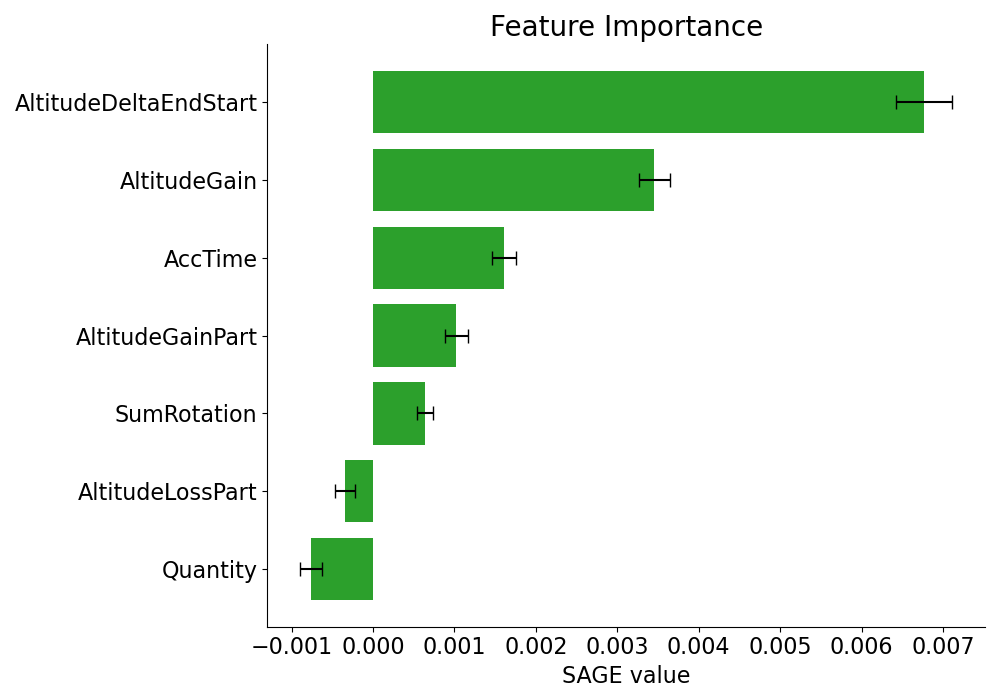 Feature Importance
AltitudeDeltaEndStart
AltitudeGain
AccTime
AltitudeGainPart
SumRotation
AltitudeLossPart
Quantity
−0.001 0.000 0.001 0.002 0.003 0.004 0.005 0.006 0.007
SAGE value